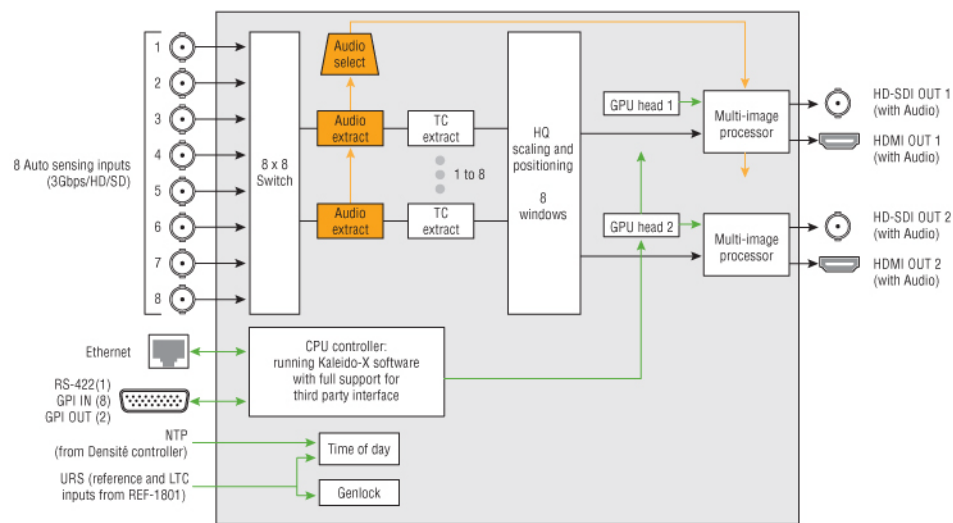 8 Auto sensing inputs
(3Gbps/HD/SD)
1
2
3
4
5
6
7
8
8 x 8
Switch
Audio
select
Audio
extract
TC
extract
1 to 8
Audio
extract
TC
extract
HQ
scaling and
positioning
8
windows
GPU head 1
Multi-image
processor
HD-SDI OUT 1
(with Audio)
HDMI OUT 1
(with Audio)
GPU head 2
Multi-image
processor
HD-SDI OUT 2
(with Audio)
HDMI OUT 2
(with Audio)
Ethernet
RS-422(1)
GPI IN (8)
GPI OUT (2)
CPU controller:
running Kaleido-X software
with full support for
third party interface
NTP
(from Densité controller)
Time of day
URS (reference and LTC
inputs from REF-1801)
Genlock